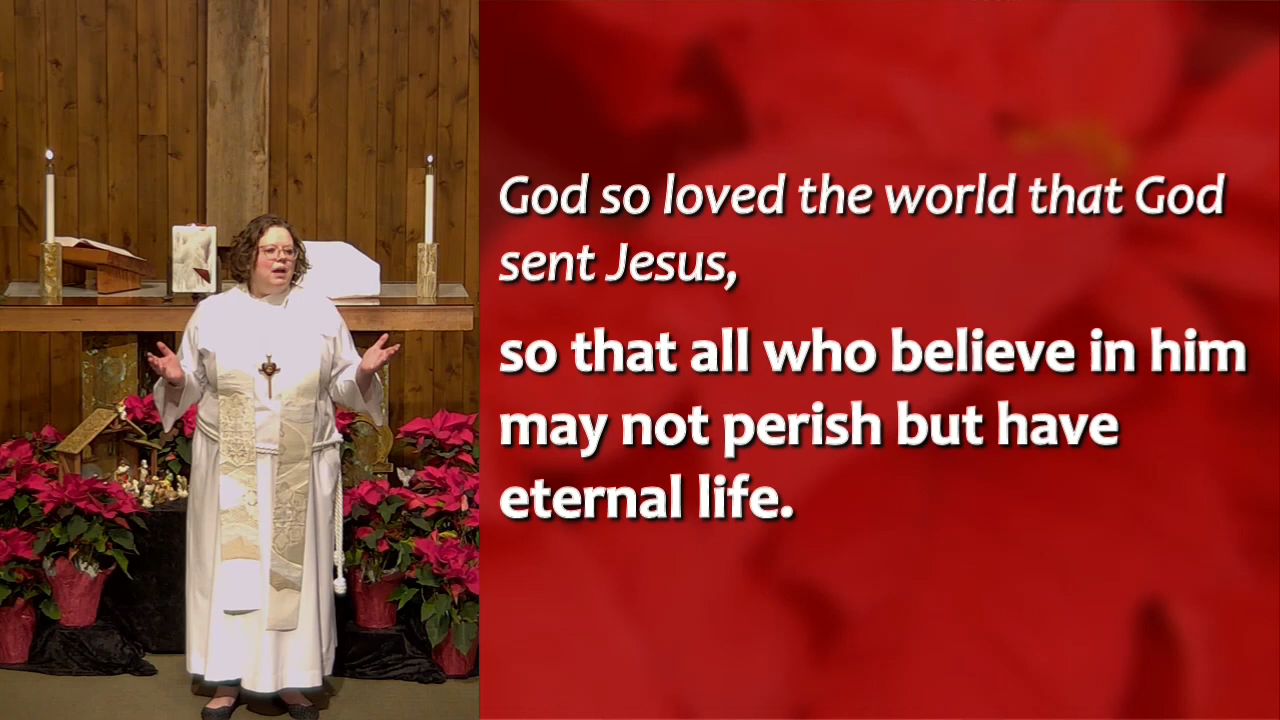 God so loved the world that God
sent Jesus,
so that all who believe in him
may not perish but have
eternal life.